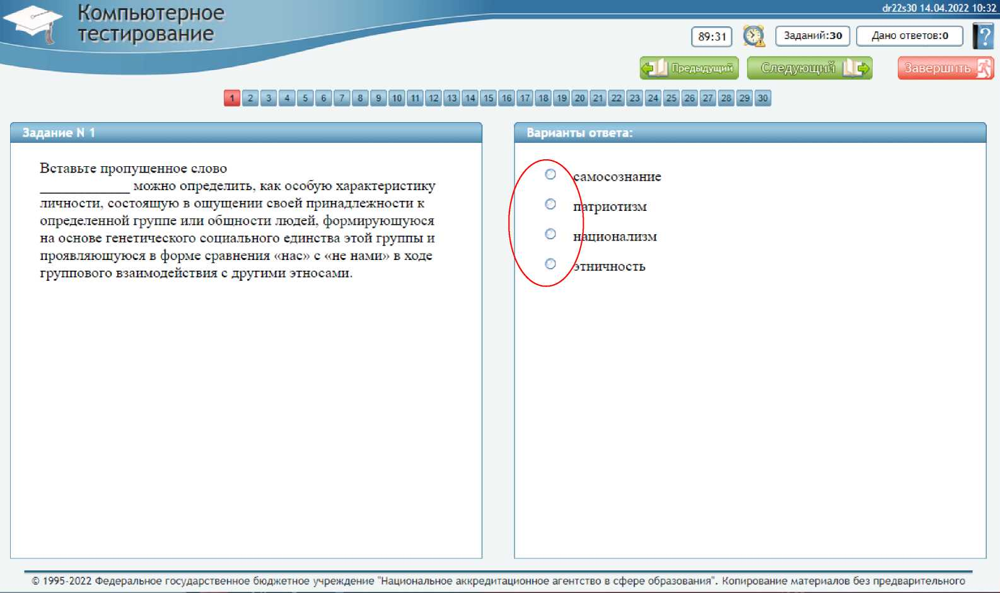 Компьютерное
тестирование
dr22s30 14.04.2022 10:32
89:31
Заданий:30
Дано ответов:0
?
Предыдущий
Следующий
Завершить
1 2 3 4 5 6 7 8 9 10 11 12 13 14 15 16 17 18 19 20 21 22 23 24 25 26 27 28 29 30
Задание N 1
Вставьте пропущенное слово
_____________ можно определить, как особую характеристику
личности, состоящую в ощущении своей принадлежности к
определенной группе или общности людей, формирующуюся
на основе генетического социального единства этой группы и
проявляющуюся в форме сравнения «нас» с «не нами» в ходе
группового взаимодействия с другими этносами.
Варианты ответа:
самосознание
патриотизм
национализм
этничность
© 1995-2022 Федеральное государственное бюджетное учреждение "Национальное аккредитационное агентство в сфере образования". Копирование материалов без предварительного